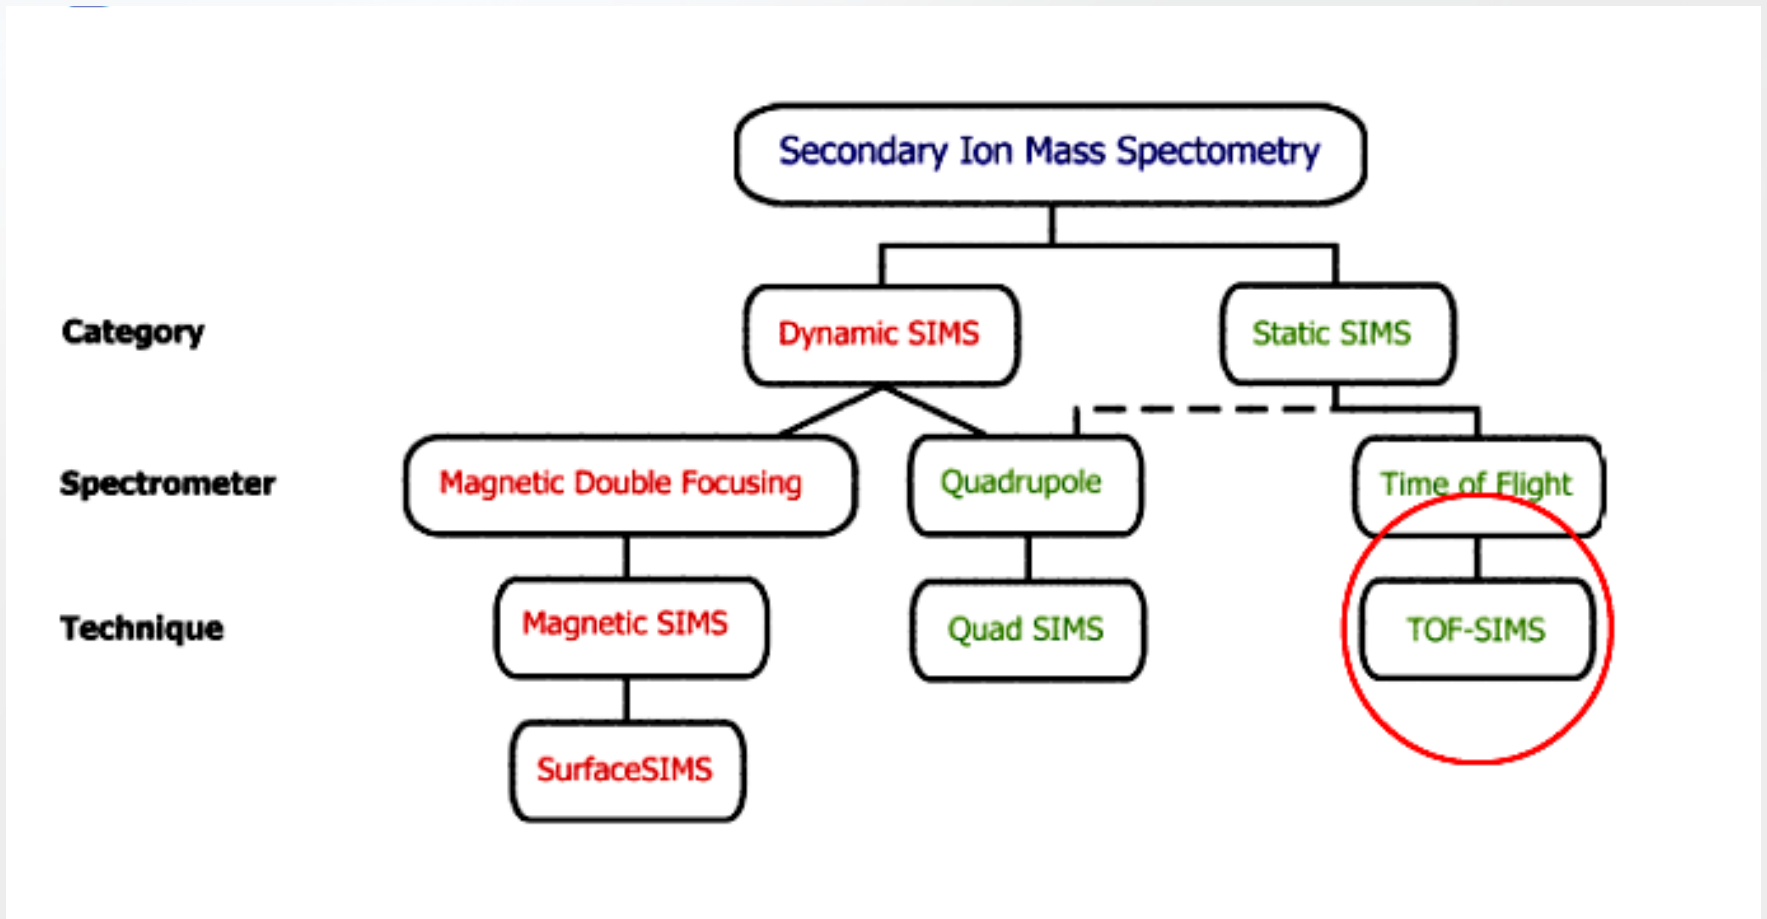 Secondary Ion Mass Spectometry
Category
Dynamic SIMS
Static SIMS
Spectrometer
Magnetic Double Focusing
Quadrupole
Time of Flight
Technique
Magnetic SIMS
Quad SIMS
TOF-SIMS
SurfaceSIMS